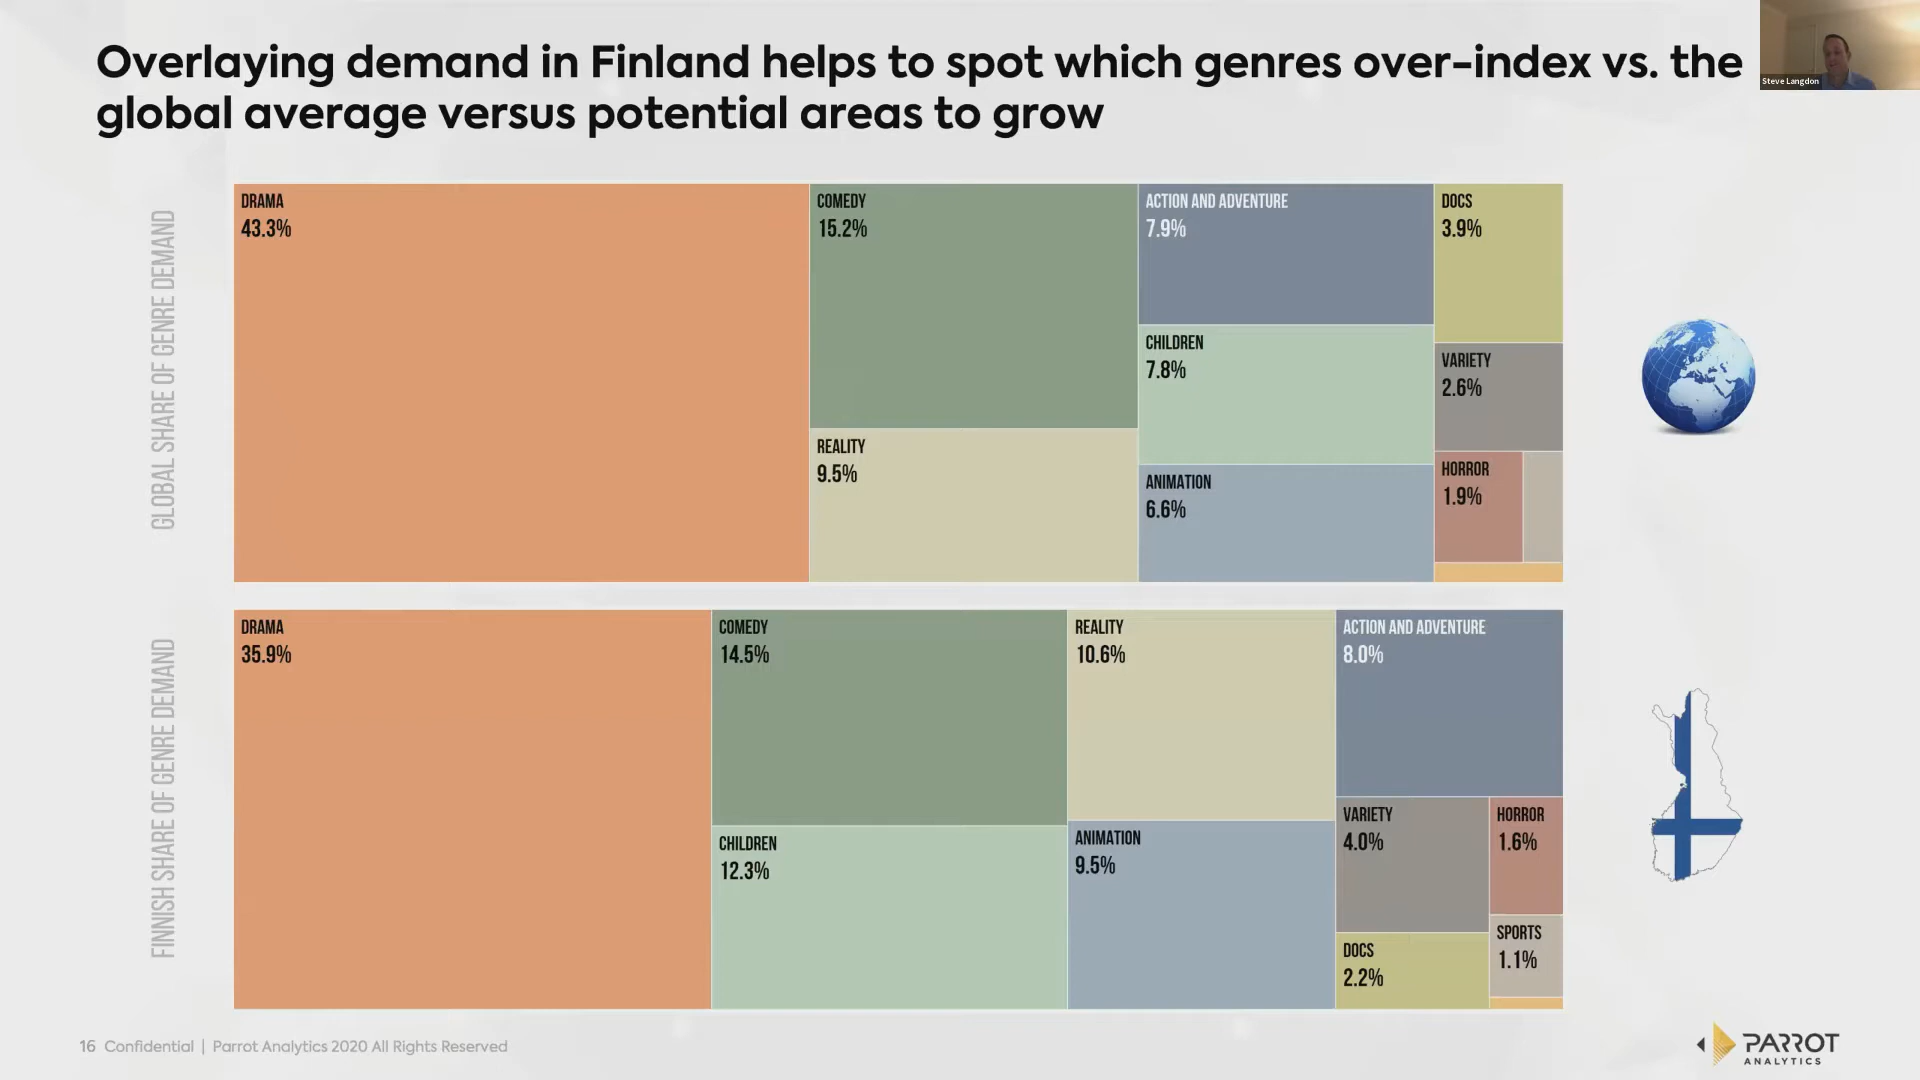 Overlaying demand in Finland helps to spot which genres over-index vs. the
global average versus potential areas to grow
Steve Langdon
GLOBAL SHARE OF GENRE DEMAND
DRAMA
43.3%
COMEDY
15.2%
REALITY
9.5%
ACTION AND ADVENTURE
7.9%
CHILDREN
7.8%
ANIMATION
6.6%
DOCS
3.9%
VARIETY
2.6%
HORROR
1.9%
FINNISH SHARE OF GENRE DEMAND
DRAMA
35.9%
COMEDY
14.5%
CHILDREN
12.3%
REALITY
10.6%
ANIMATION
9.5%
ACTION AND ADVENTURE
8.0%
VARIETY
4.0%
DOCS
2.2%
HORROR
1.6%
SPORTS
1.1%
16 Confidential | Parrot Analytics 2020 All Rights Reserved
PARROT
ANALYTICS